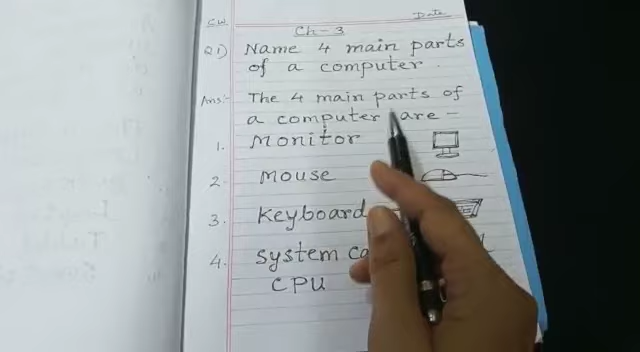 CW Ch-3 Date
Q1) Name 4 main parts
of a computer.
Ans:- The 4 main parts of
a computer are -
1. Monitor
2. Mouse
3. Keyboard
4. System
CPU